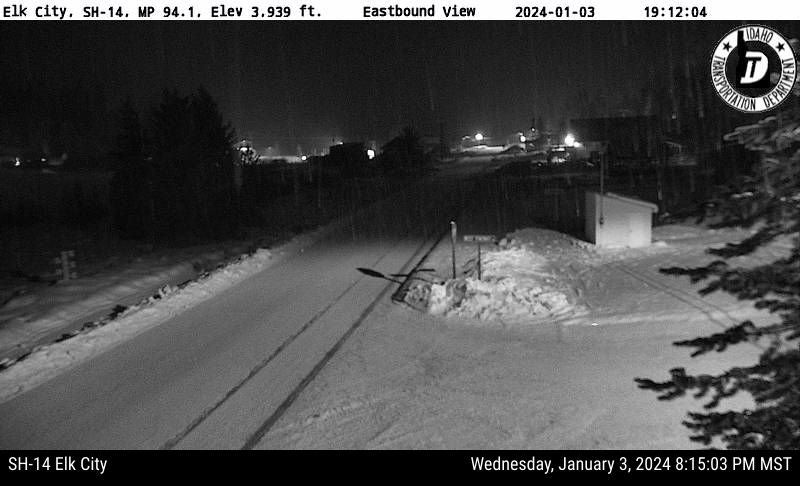 Elk City, SH-14, MP 94.1, Elev 3,939 ft. Eastbound View 2024-01-03 19:12:04
IDAHO
TRANSPORTATION DEPARTMENT
SH-14 Elk City Wednesday, January 3, 2024 8:15:03 PM MST